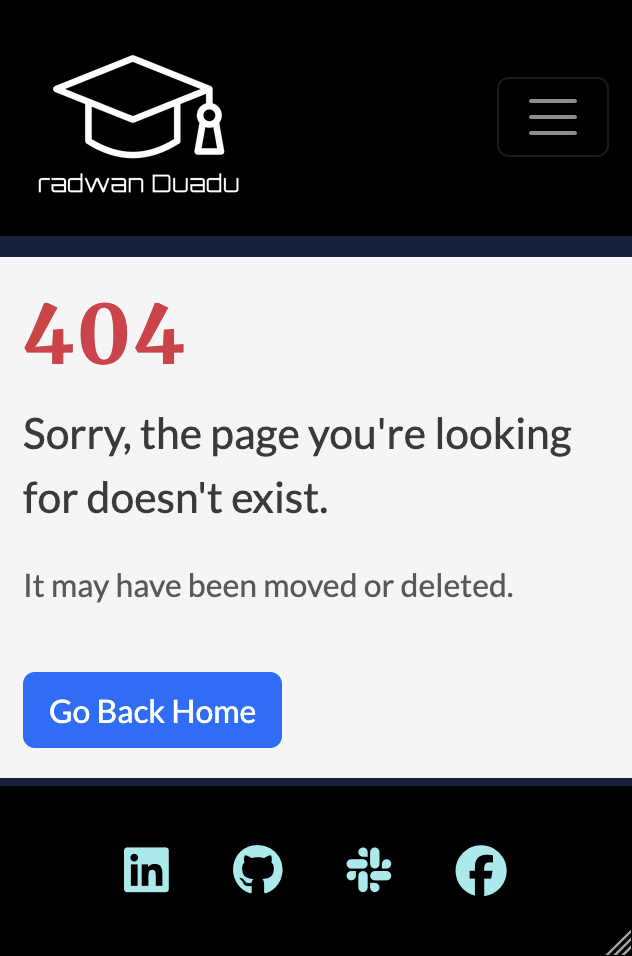 radwan Duadu
404
Sorry, the page you're looking
for doesn't exist.
It may have been moved or deleted.
Go Back Home